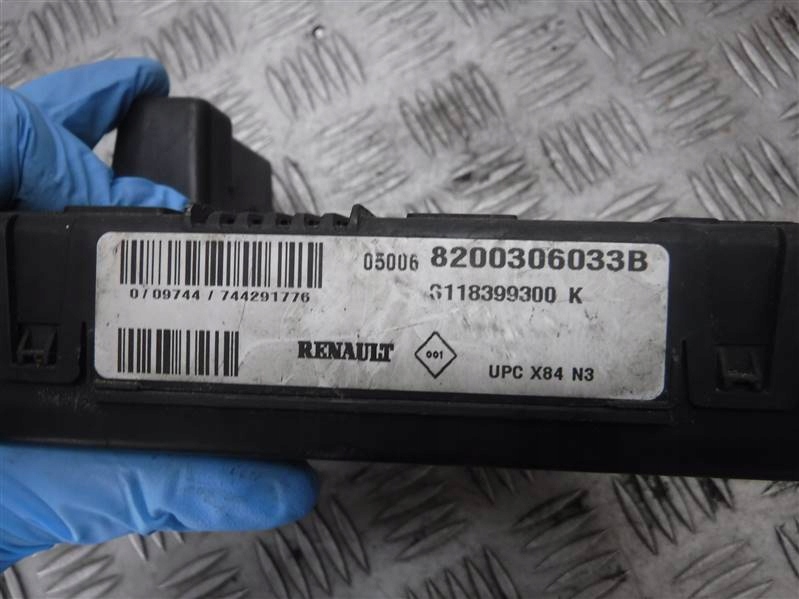 05006 8200306033B
S118399300 K
0/09744/744291776
RENAULT
001
UPC X84 N3